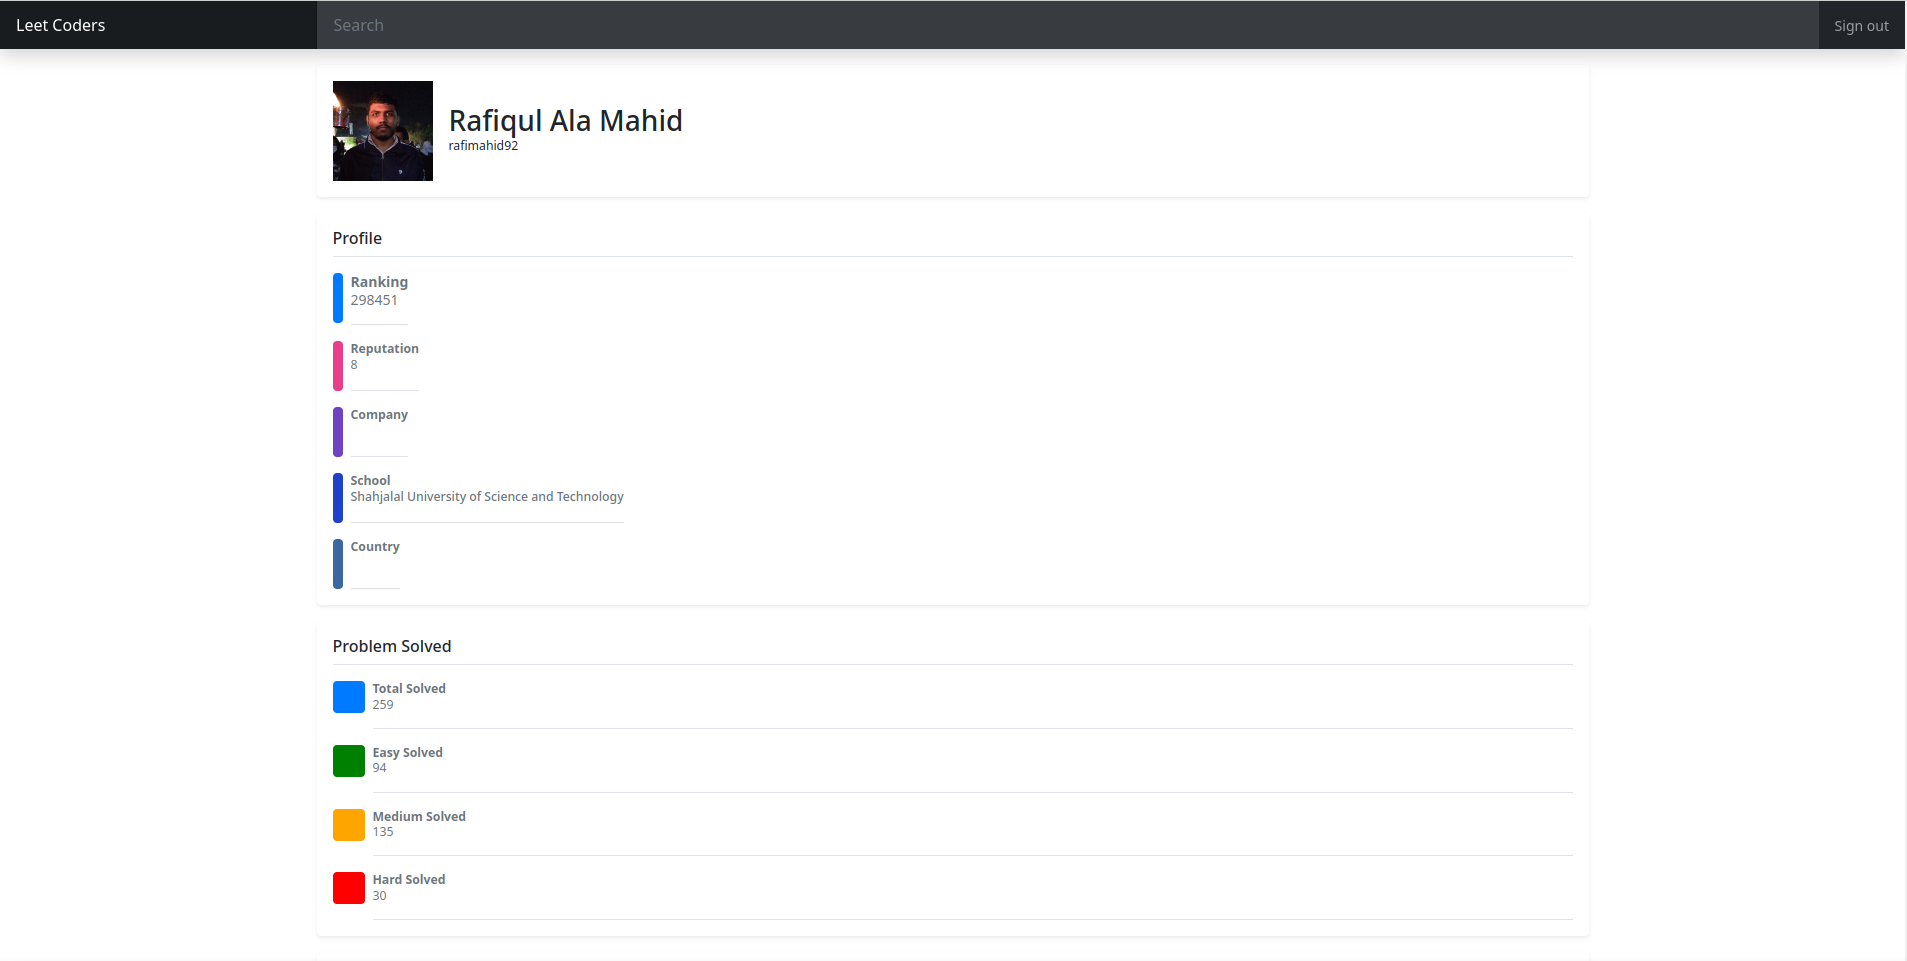 Leet Coders
Search
Sign out
Rafiqul Ala Mahid
rafimahid92
Profile
Ranking
298451
Reputation
8
Company
School
Shahjalal University of Science and Technology
Country
Problem Solved
Total Solved
259
Easy Solved
94
Medium Solved
135
Hard Solved
30